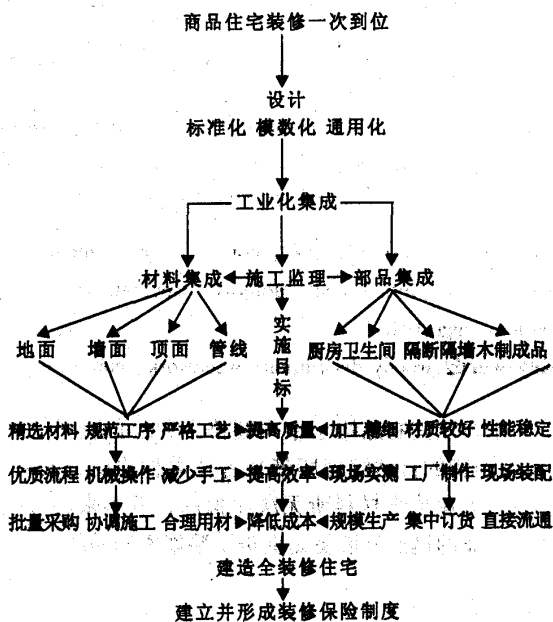 商品住宅装修一次到位
设计
标准化 模数化 通用化
工业化集成
材料集成 施工监理 部品集成
实施目标
地面 墙面 顶面 管线 厨房卫生间 隔断隔墙木制成品
精选材料 规范工序 严格工艺 提高质量 加工精细 材质较好 性能稳定
优质流程 机械操作 减少手工 提高效率 现场实测 工厂制作 现场装配
批量采购 协调施工 合理用材 降低成本 规模生产 集中订货 直接流通
建造全装修住宅
建立并形成装修保险制度